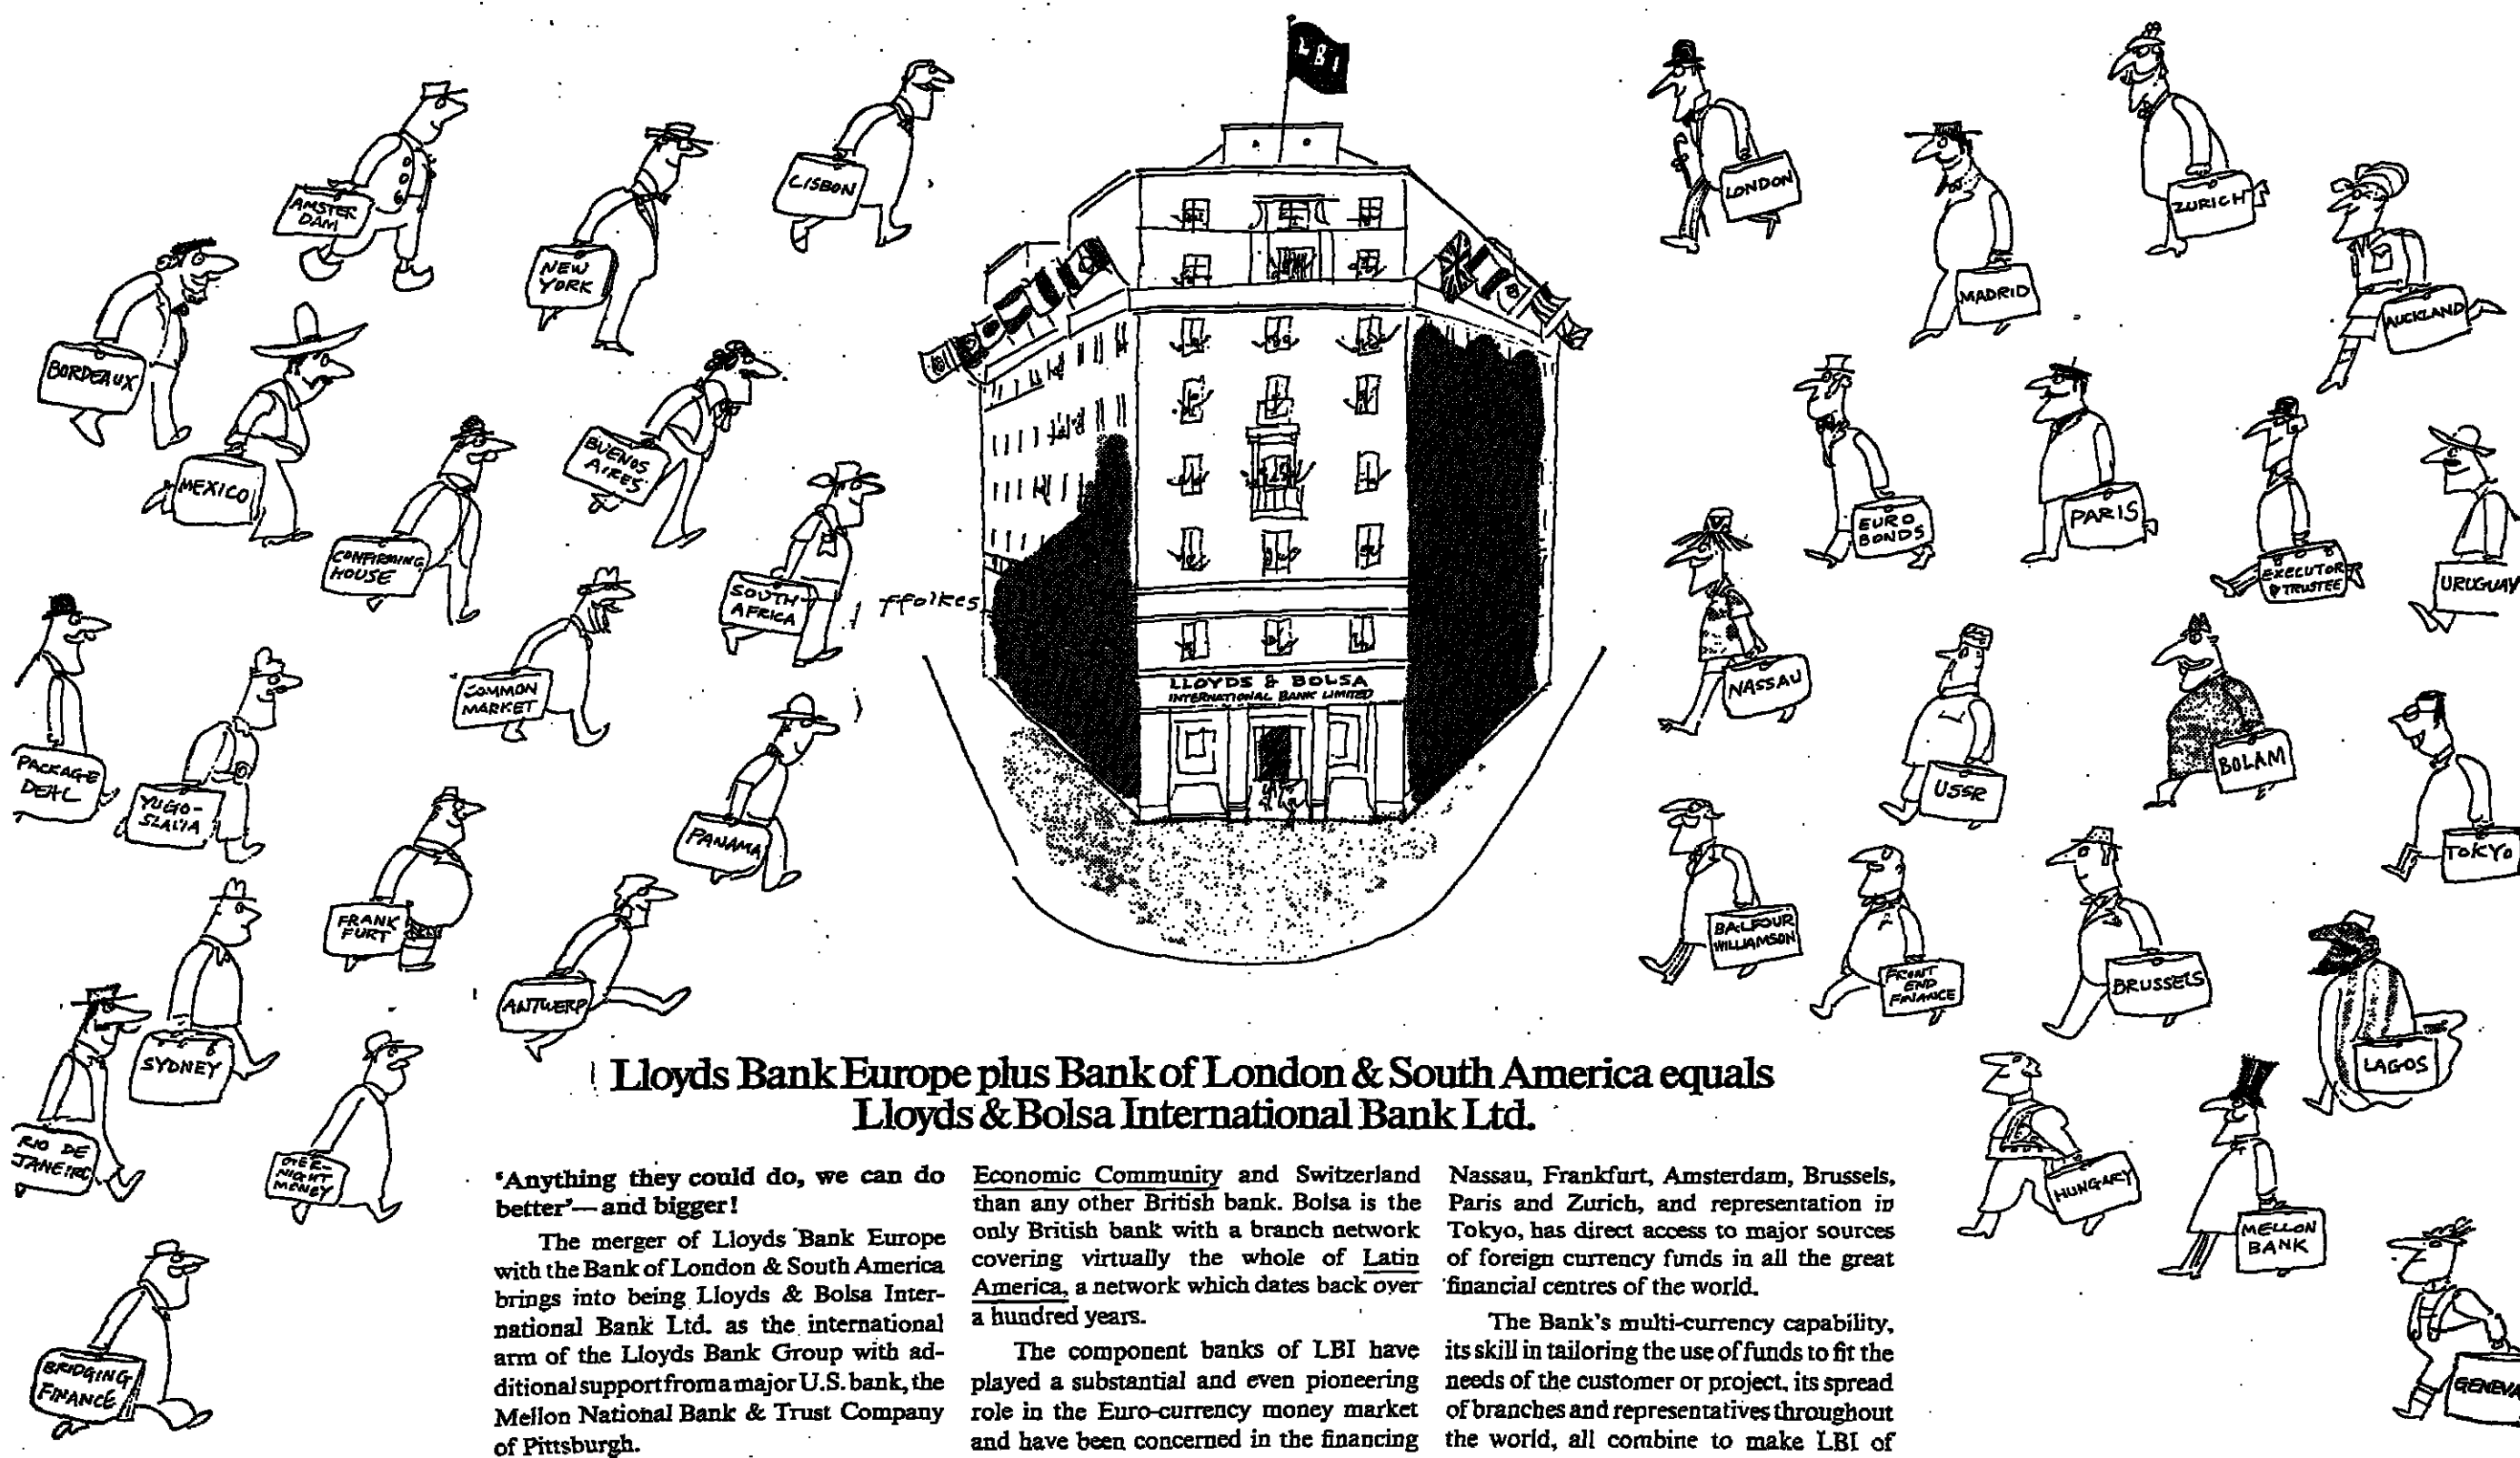 LBI
AMSTER
DAM
LISBON
NEW
YORK
BORDEAUX
MEXICO
BUENOS
AIRES
CONFIRMING
HOUSE
SOUTH
AFRICA
ffolkes
COMMON
MARKET
PACKAGE
DEAL
YUGO-
SLAVIA
PANAMA
FRANK
FURT
ANTWERP
SYDNEY
RIO DE
JANEIRO
OVER-
NIGHT
MONEY
BRIDGING
FINANCE
LONDON
ZURICH
MADRID
AUCKLAND
EURO
BONDS
PARIS
EXECUTOR
& TRUSTEE
URUGUAY
NASSAU
USSR
BOLAM
TOKYO
BALFOUR
WILLIAMSON
FRONT
END
FINANCE
BRUSSELS
LAGOS
HUNGARY
MELLON
BANK
GENEVA
LLOYDS & BOLSA
INTERNATIONAL BANK LIMITED
Lloyds Bank Europe plus Bank of London & South America equals
Lloyds & Bolsa International Bank Ltd.
'Anything they could do, we can do
better'—and bigger!
The merger of Lloyds Bank Europe
with the Bank of London & South America
brings into being Lloyds & Bolsa Inter-
national Bank Ltd. as the international
arm of the Lloyds Bank Group with ad-
ditional support from a major U.S. bank, the
Mellon National Bank & Trust Company
of Pittsburgh.
Economic Community and Switzerland
than any other British bank. Bolsa is the
only British bank with a branch network
covering virtually the whole of Latin
America, a network which dates back over
a hundred years.
The component banks of LBI have
played a substantial and even pioneering
role in the Euro-currency money market
and have been concerned in the financing
Nassau, Frankfurt, Amsterdam, Brussels,
Paris and Zurich, and representation in
Tokyo, has direct access to major sources
of foreign currency funds in all the great
financial centres of the world.
The Bank's multi-currency capability,
its skill in tailoring the use of funds to fit the
needs of the customer or project, its spread
of branches and representatives throughout
the world, all combine to make LBI of